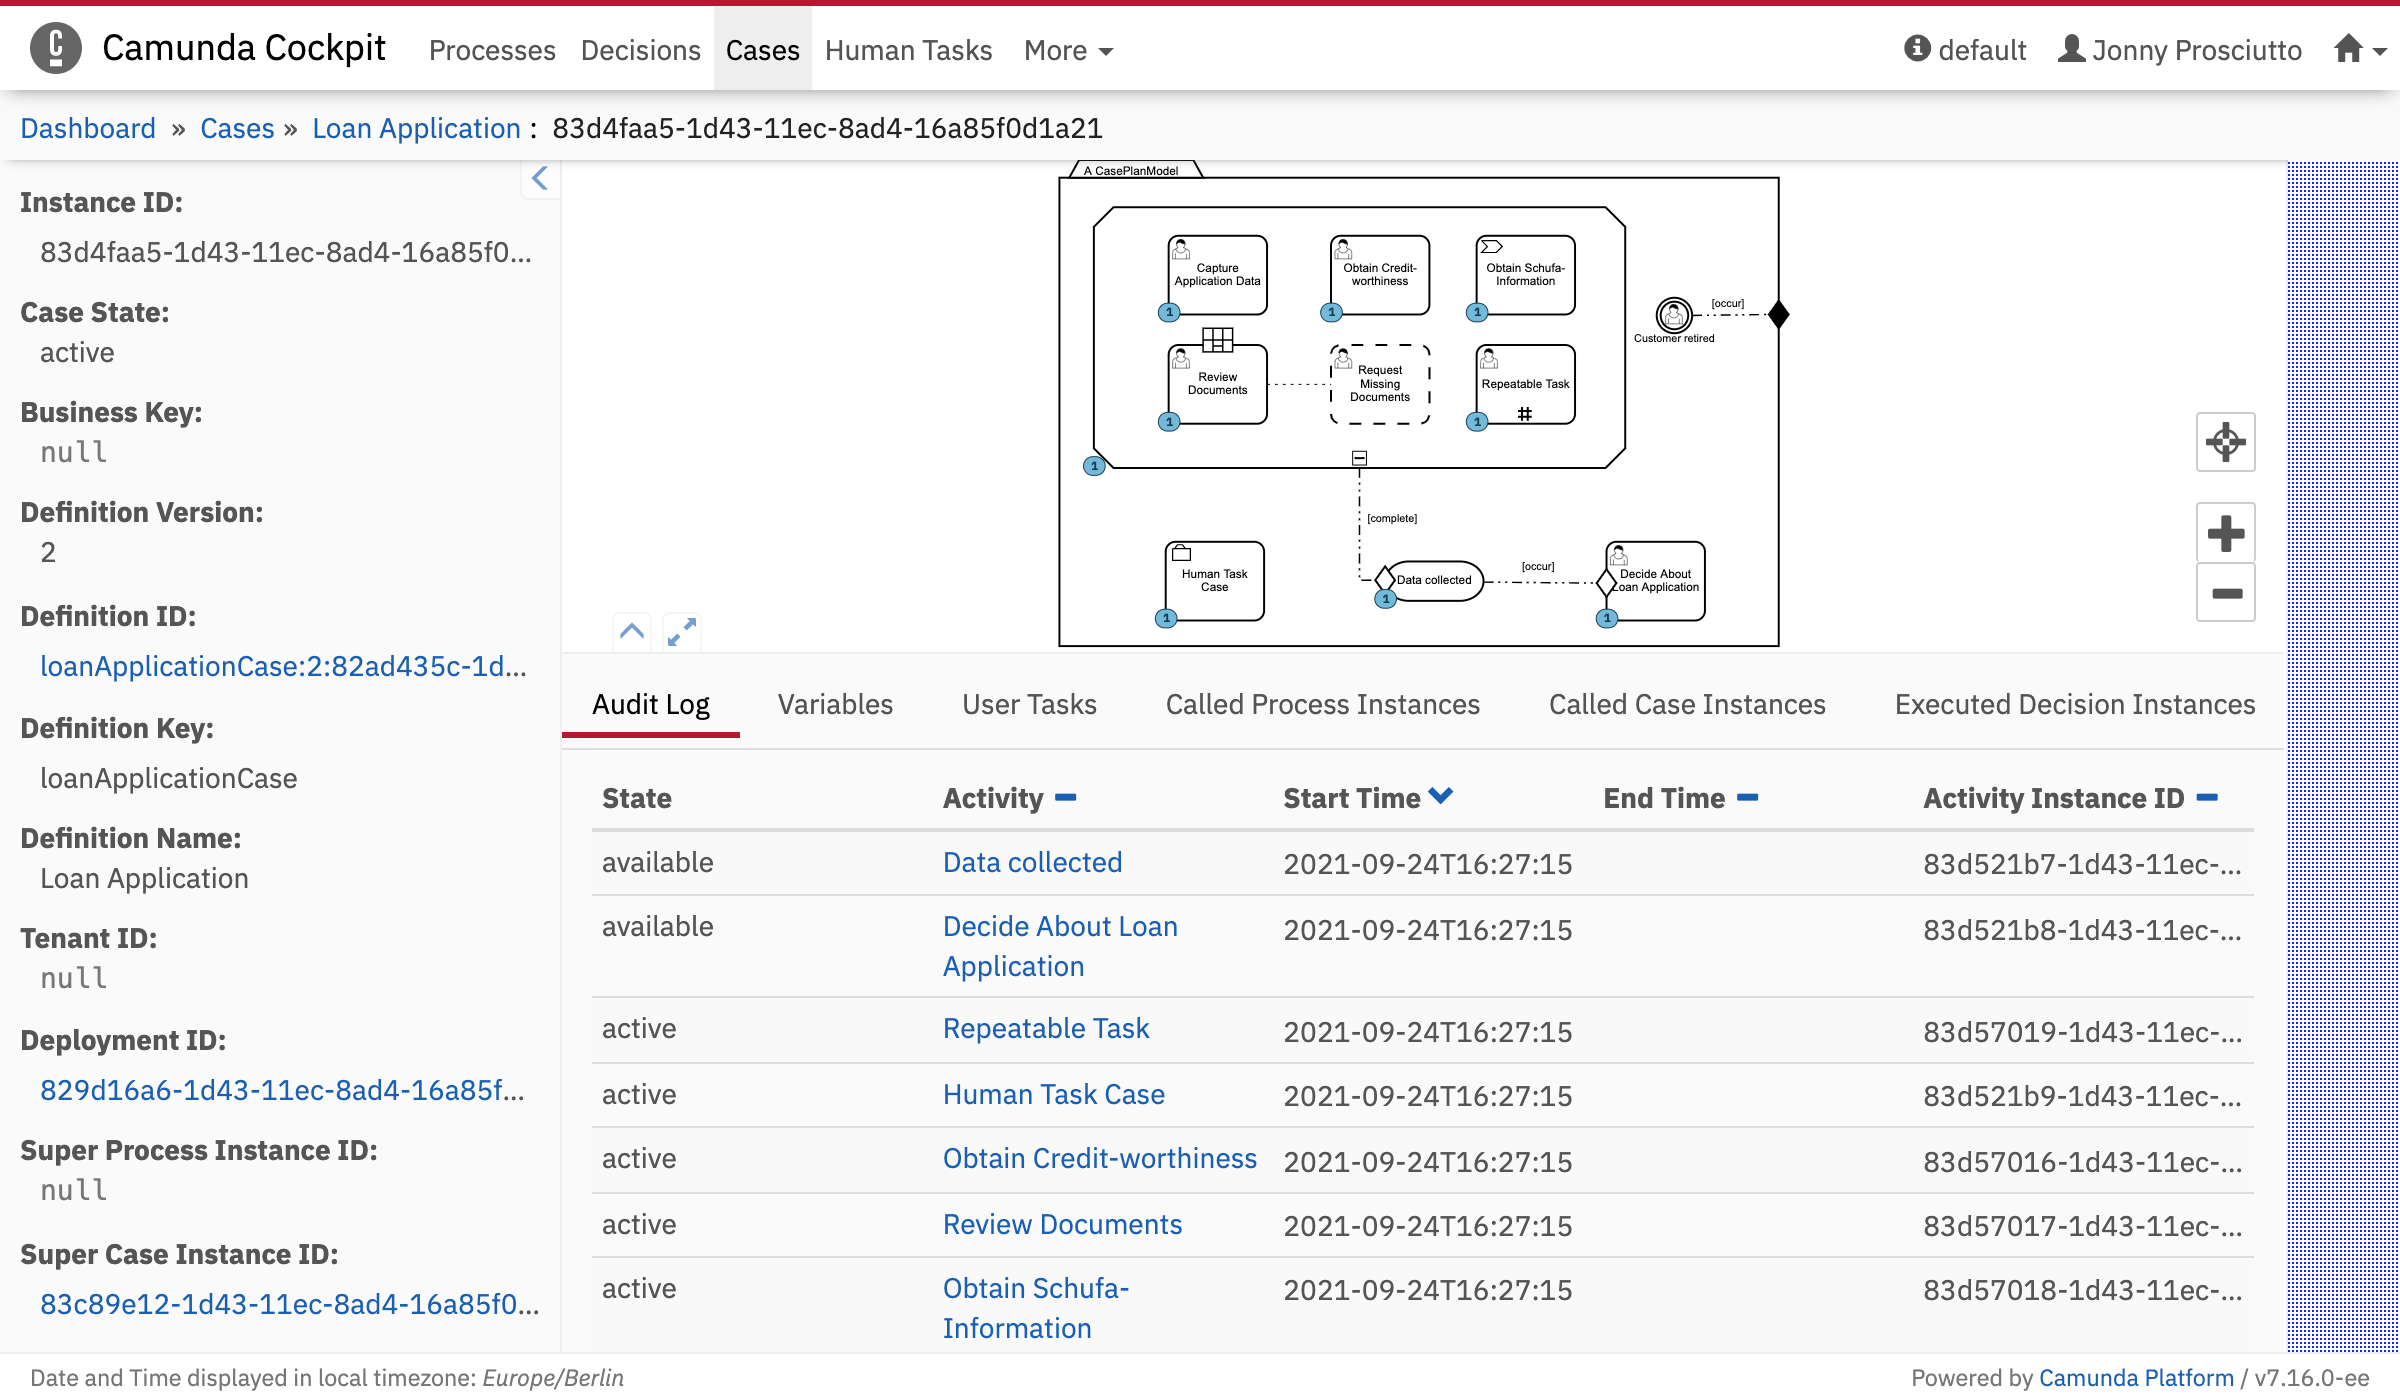 Camunda Cockpit Processes Decisions Cases Human Tasks More default Jonny Prosciutto
Dashboard » Cases » Loan Application : 83d4faa5-1d43-11ec-8ad4-16a85f0d1a21
Instance ID:
83d4faa5-1d43-11ec-8ad4-16a85f0...
Case State:
active
Business Key:
null
Definition Version:
2
Definition ID:
loanApplicationCase:2:82ad435c-1d...
Definition Key:
loanApplicationCase
Definition Name:
Loan Application
Tenant ID:
null
Deployment ID:
829d16a6-1d43-11ec-8ad4-16a85f...
Super Process Instance ID:
null
Super Case Instance ID:
83c89e12-1d43-11ec-8ad4-16a85f0...
A CasePlanModel
Capture
Application Data
1
Obtain Credit-
worthiness
1
Obtain Schufa-
Information
1
[occur]
Customer retired
Review
Documents
1
Request
Missing
Documents
Repeatable Task
1
1
[complete]
Human Task
Case
1
Data collected
1
[occur]
Decide About
Loan Application
1
Audit Log Variables User Tasks Called Process Instances Called Case Instances Executed Decision Instances
State Activity Start Time End Time Activity Instance ID
available Data collected 2021-09-24T16:27:15 83d521b7-1d43-11ec-...
available Decide About Loan 2021-09-24T16:27:15 83d521b8-1d43-11ec-...
Application
active Repeatable Task 2021-09-24T16:27:15 83d57019-1d43-11ec-...
active Human Task Case 2021-09-24T16:27:15 83d521b9-1d43-11ec-...
active Obtain Credit-worthiness 2021-09-24T16:27:15 83d57016-1d43-11ec-...
active Review Documents 2021-09-24T16:27:15 83d57017-1d43-11ec-...
active Obtain Schufa- 2021-09-24T16:27:15 83d57018-1d43-11ec-...
Information
Date and Time displayed in local timezone: Europe/Berlin
Powered by Camunda Platform / v7.16.0-ee